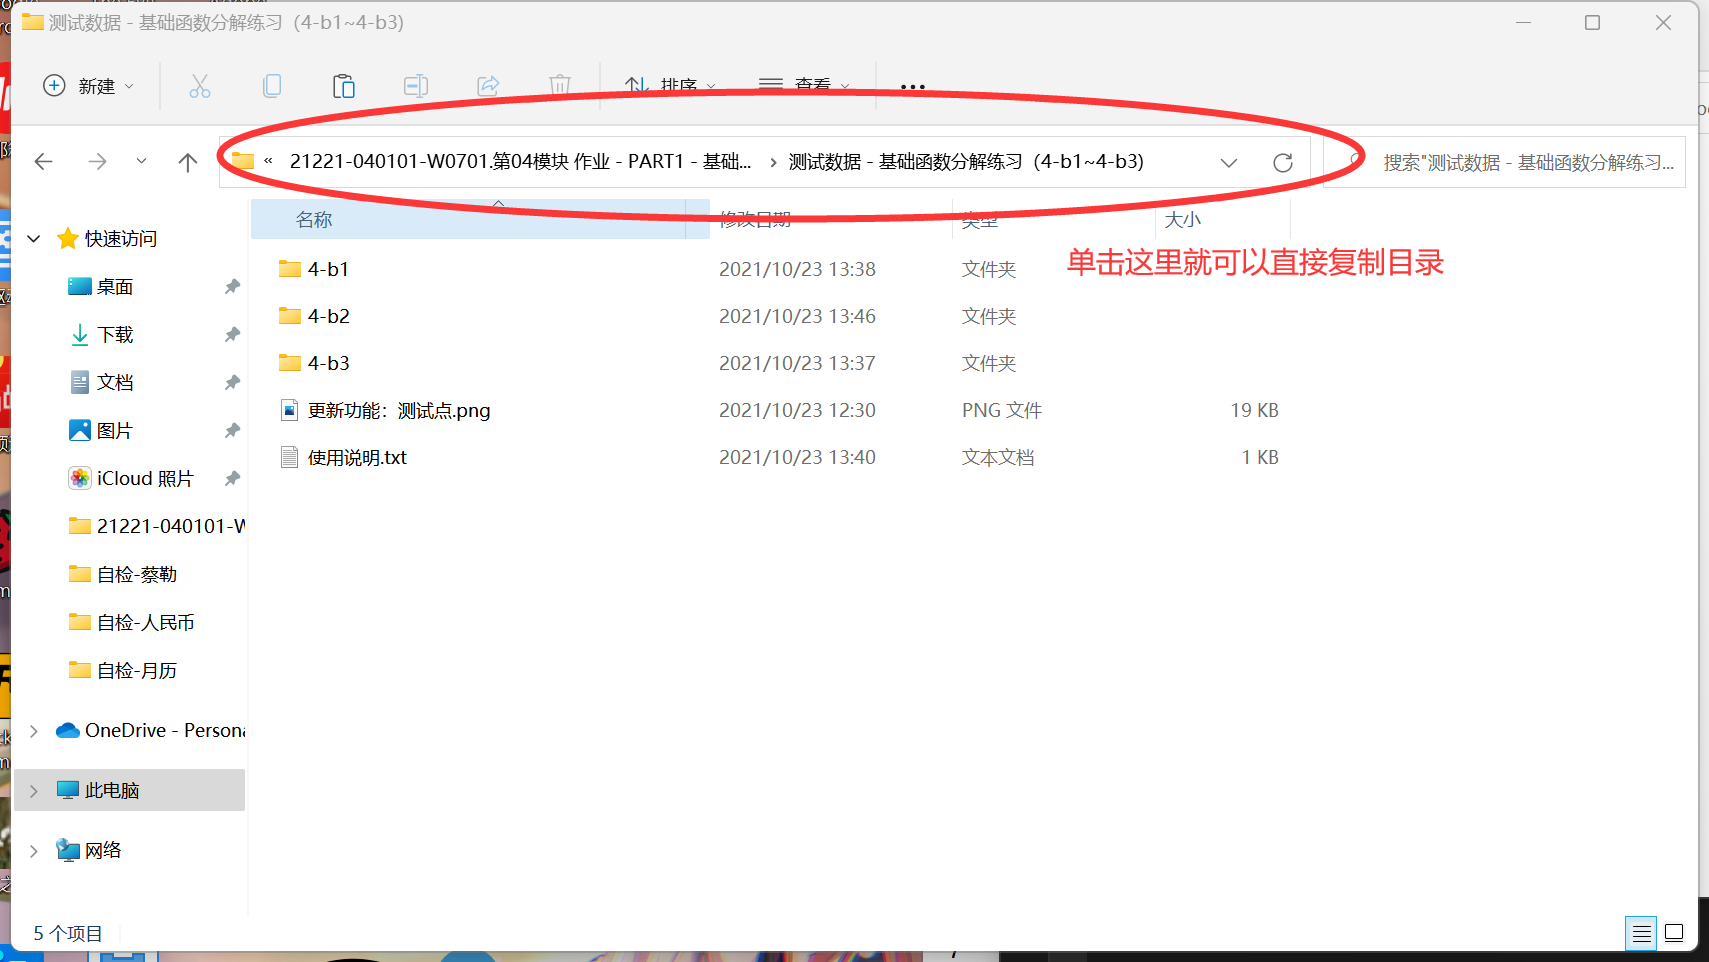 测试数据 - 基础函数分解练习（4-b1~4-b3）
新建
排序
查看
« 21221-040101-W0701.第04模块 作业 - PART1 - 基础... › 测试数据 - 基础函数分解练习（4-b1~4-b3）
搜索"测试数据 - 基础函数分解练习...
名称 修改日期 类型 大小
单击这里就可以直接复制目录
快速访问
桌面
下载
文档
图片
iCloud 照片
21221-040101-W
自检-蔡勒
自检-人民币
自检-月历
OneDrive - Persona
此电脑
网络
4-b1 2021/10/23 13:38 文件夹
4-b2 2021/10/23 13:46 文件夹
4-b3 2021/10/23 13:37 文件夹
更新功能：测试点.png 2021/10/23 12:30 PNG 文件 19 KB
使用说明.txt 2021/10/23 13:40 文本文档 1 KB
5 个项目